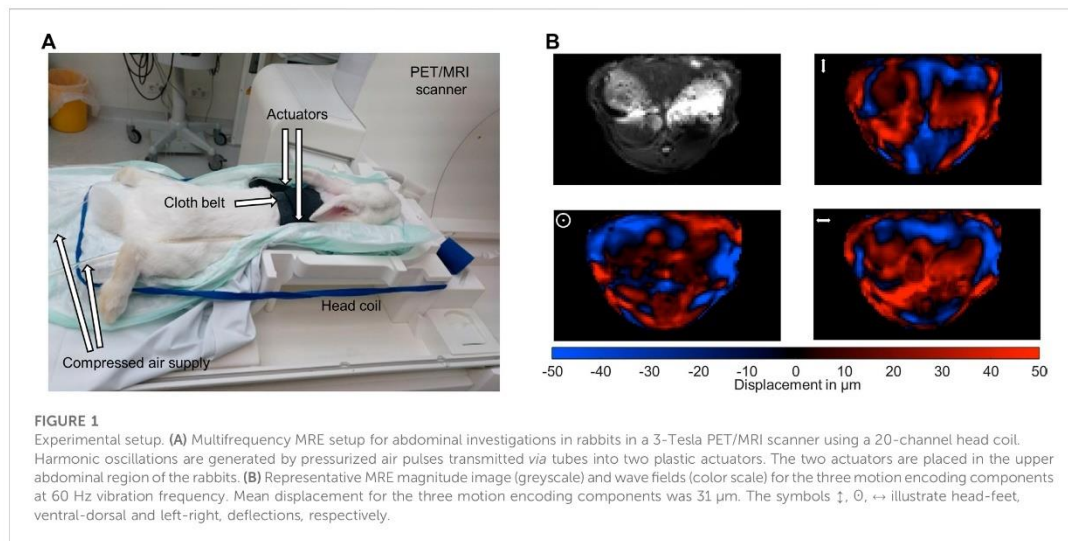 A
PET/MRI
scanner
Actuators
Cloth belt
Head coil
Compressed air supply
B
-50 -40 -30 -20 -10 0 10 20 30 40 50
Displacement in µm
FIGURE 1
Experimental setup. (A) Multifrequency MRE setup for abdominal investigations in rabbits in a 3-Tesla PET/MRI scanner using a 20-channel head coil.
Harmonic oscillations are generated by pressurized air pulses transmitted via tubes into two plastic actuators. The two actuators are placed in the upper
abdominal region of the rabbits. (B) Representative MRE magnitude image (greyscale) and wave fields (color scale) for the three motion encoding components
at 60 Hz vibration frequency. Mean displacement for the three motion encoding components was 31 µm. The symbols ↕, ʘ, ↔ illustrate head-feet,
ventral-dorsal and left-right, deflections, respectively.